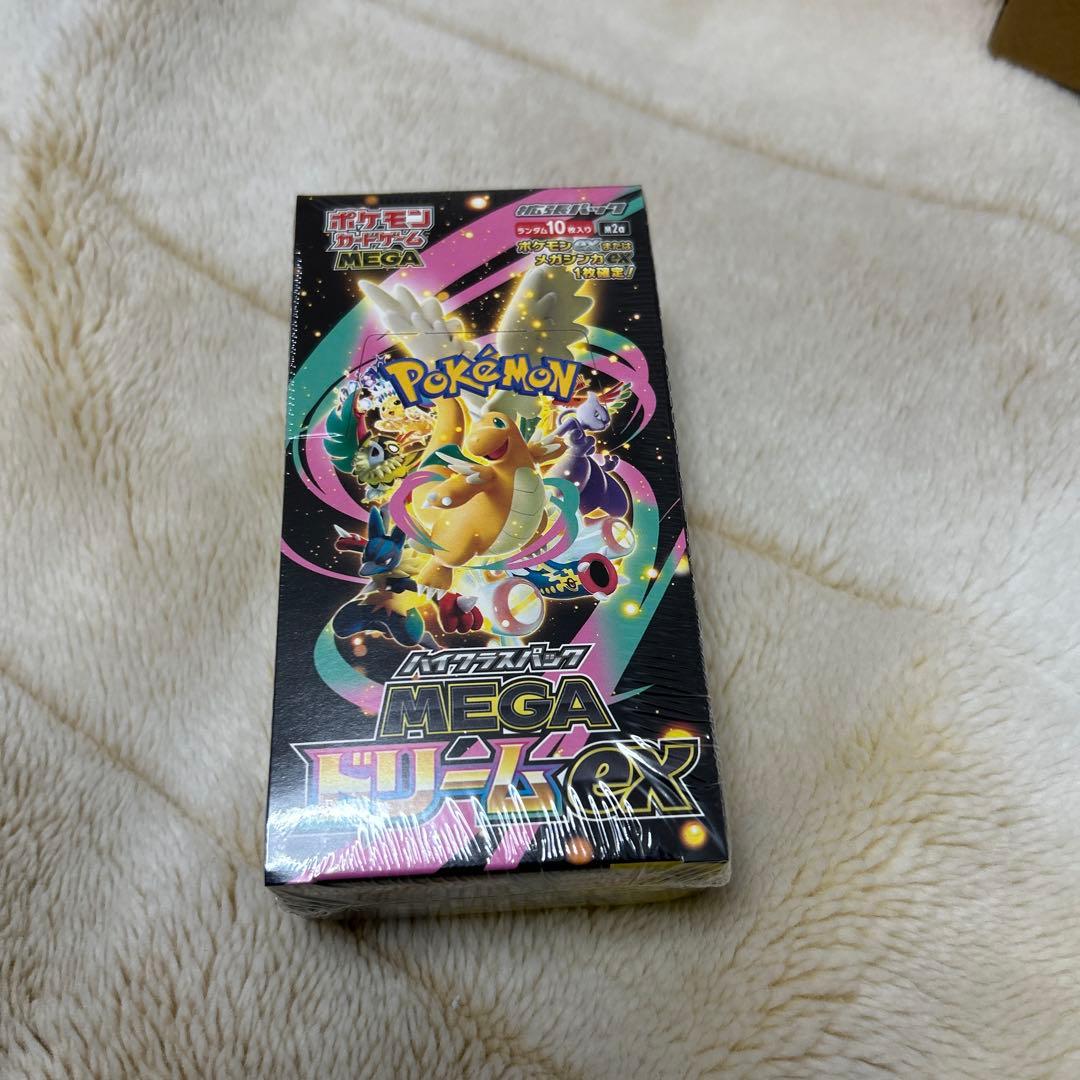 ポケモン
カードゲーム
MEGA
拡張パック
ランダム10枚入り M2a
ポケモンexまたは
メガシンカex
1枚確定!
POKéMON
ハイクラスパック
MEGA
ドリームex